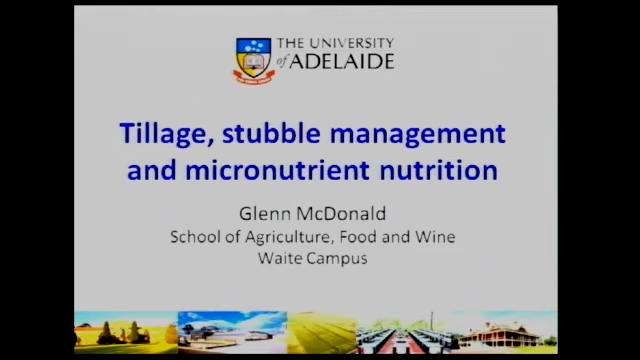 THE UNIVERSITY
of ADELAIDE
Tillage, stubble management
and micronutrient nutrition
Glenn McDonald
School of Agriculture, Food and Wine
Waite Campus